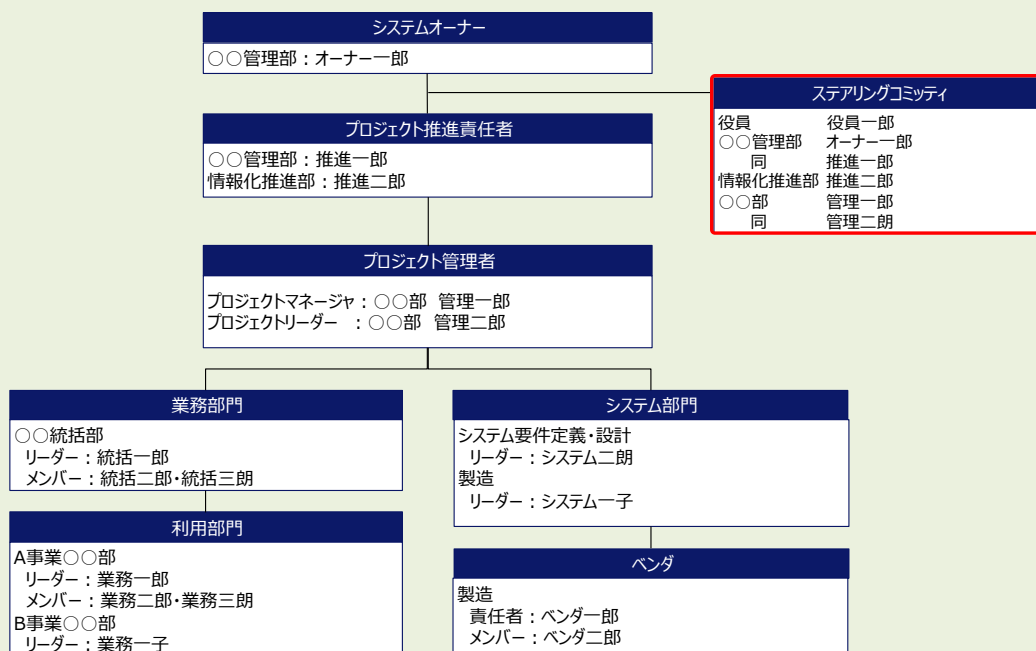 システムオーナー
○○管理部：オーナー一郎
ステアリングコミッティ
役員 役員一郎
○○管理部 オーナー一郎
同 推進一郎
情報化推進部 推進二郎
○○部 管理一郎
同 管理二朗
プロジェクト推進責任者
○○管理部：推進一郎
情報化推進部：推進二郎
プロジェクト管理者
プロジェクトマネージャ：○○部 管理一郎
プロジェクトリーダー ：○○部 管理二郎
業務部門
○○統括部
リーダー：統括一郎
メンバー：統括二郎・統括三朗
利用部門
A事業○○部
リーダー：業務一郎
メンバー：業務二郎・業務三朗
B事業○○部
リーダー：業務一子
システム部門
システム要件定義・設計
リーダー：システム二朗
製造
リーダー：システム一子
ベンダ
製造
責任者：ベンダ一郎
メンバー：ベンダ二郎